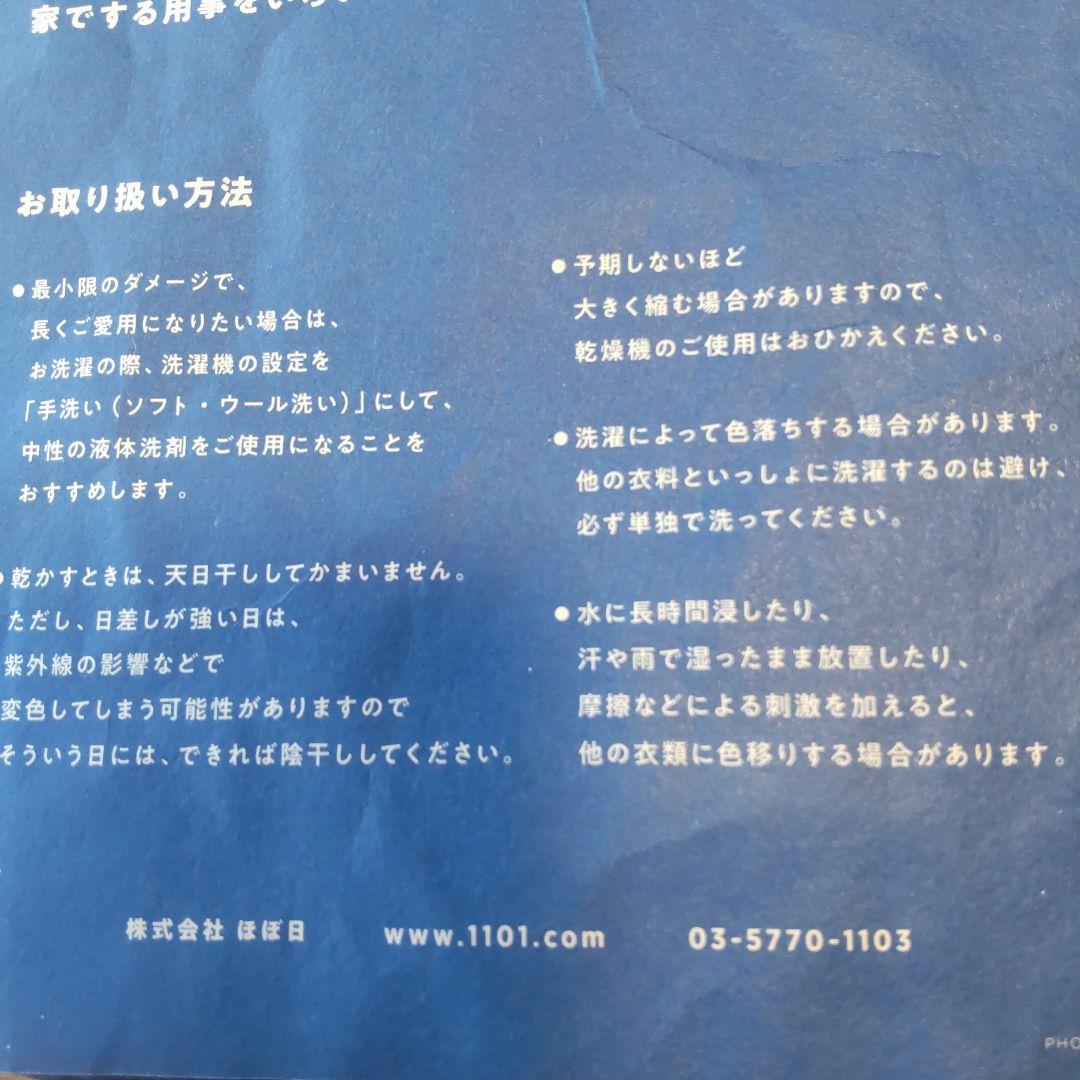 家でする用事を
お取り扱い方法
●最小限のダメージで、
長くご愛用になりたい場合は、
お洗濯の際、洗濯機の設定を
「手洗い(ソフト・ウール洗い)」にして、
中性の液体洗剤をご使用になることを
おすすめします。
●乾かすときは、天日干ししてかまいません。
ただし、日差しが強い日は、
紫外線の影響などで
変色してしまう可能性がありますので
そういう日には、できれば陰干ししてください。
●予期しないほど
大きく縮む場合がありますので、
乾燥機のご使用はおひかえください。
●洗濯によって色落ちする場合があります。
他の衣料といっしょに洗濯するのは避け、
必ず単独で洗ってください。
●水に長時間浸したり、
汗や雨で湿ったまま放置したり、
摩擦などによる刺激を加えると、
他の衣類に色移りする場合があります。
株式会社 ほぼ日 www.1101.com 03-5770-1103
PHO